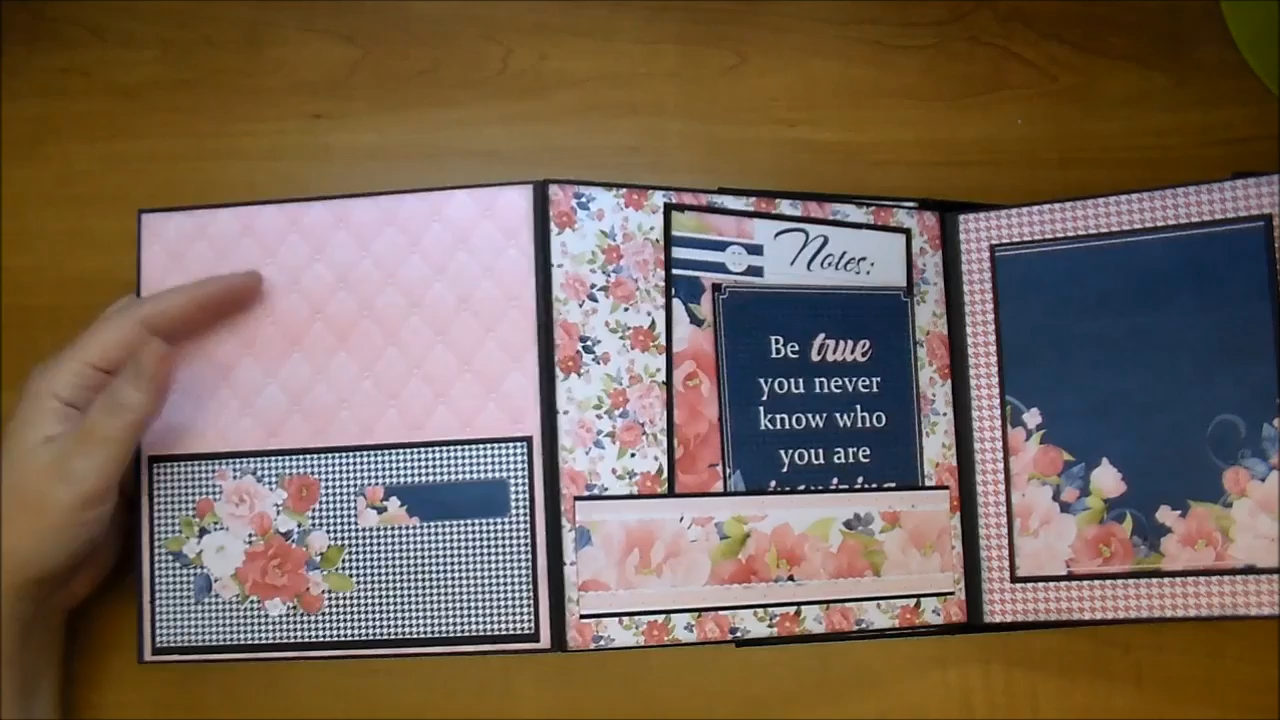 Notes:
Be true
you never
know who
you are